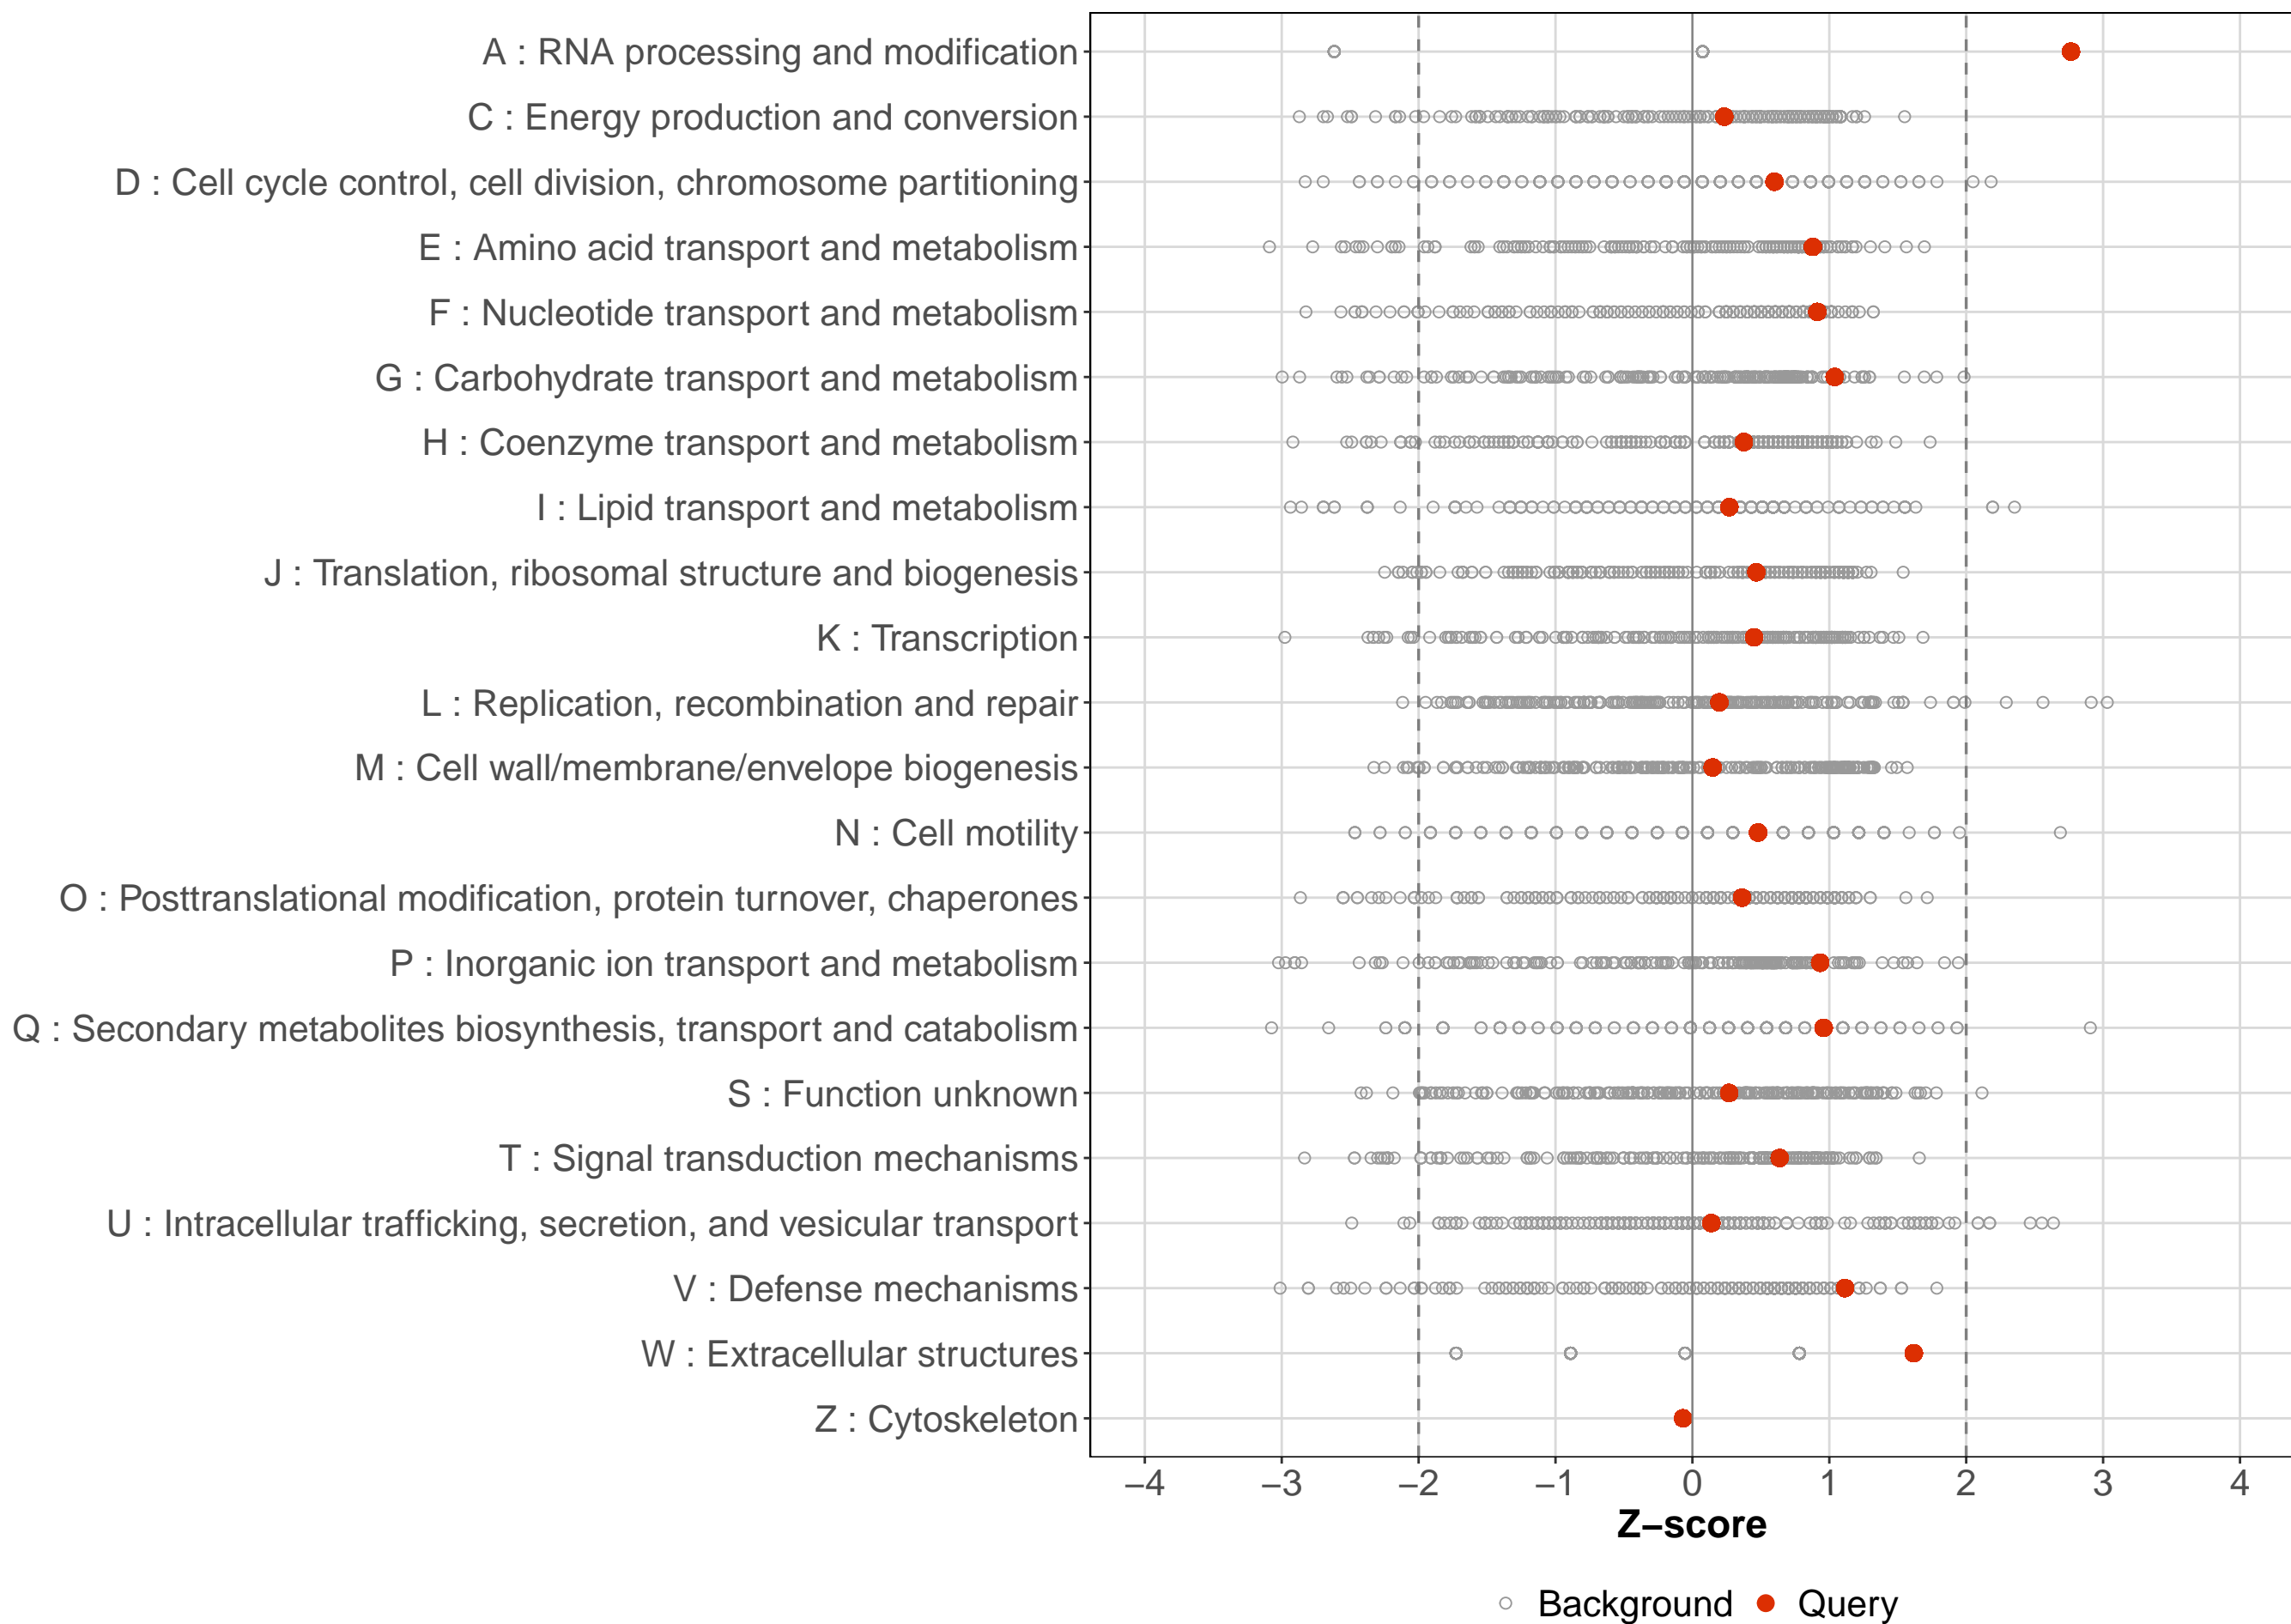 A : RNA processing and modification
C : Energy production and conversion
D : Cell cycle control, cell division, chromosome partitioning
E : Amino acid transport and metabolism
F : Nucleotide transport and metabolism
G : Carbohydrate transport and metabolism
H : Coenzyme transport and metabolism
I : Lipid transport and metabolism
J : Translation, ribosomal structure and biogenesis
K : Transcription
L : Replication, recombination and repair
M : Cell wall/membrane/envelope biogenesis
N : Cell motility
O : Posttranslational modification, protein turnover, chaperones
P : Inorganic ion transport and metabolism
Q : Secondary metabolites biosynthesis, transport and catabolism
S : Function unknown
T : Signal transduction mechanisms
U : Intracellular trafficking, secretion, and vesicular transport
V : Defense mechanisms
W : Extracellular structures
Z : Cytoskeleton
−4 −3 −2 −1 0 1 2 3 4
Z−score
Background Query